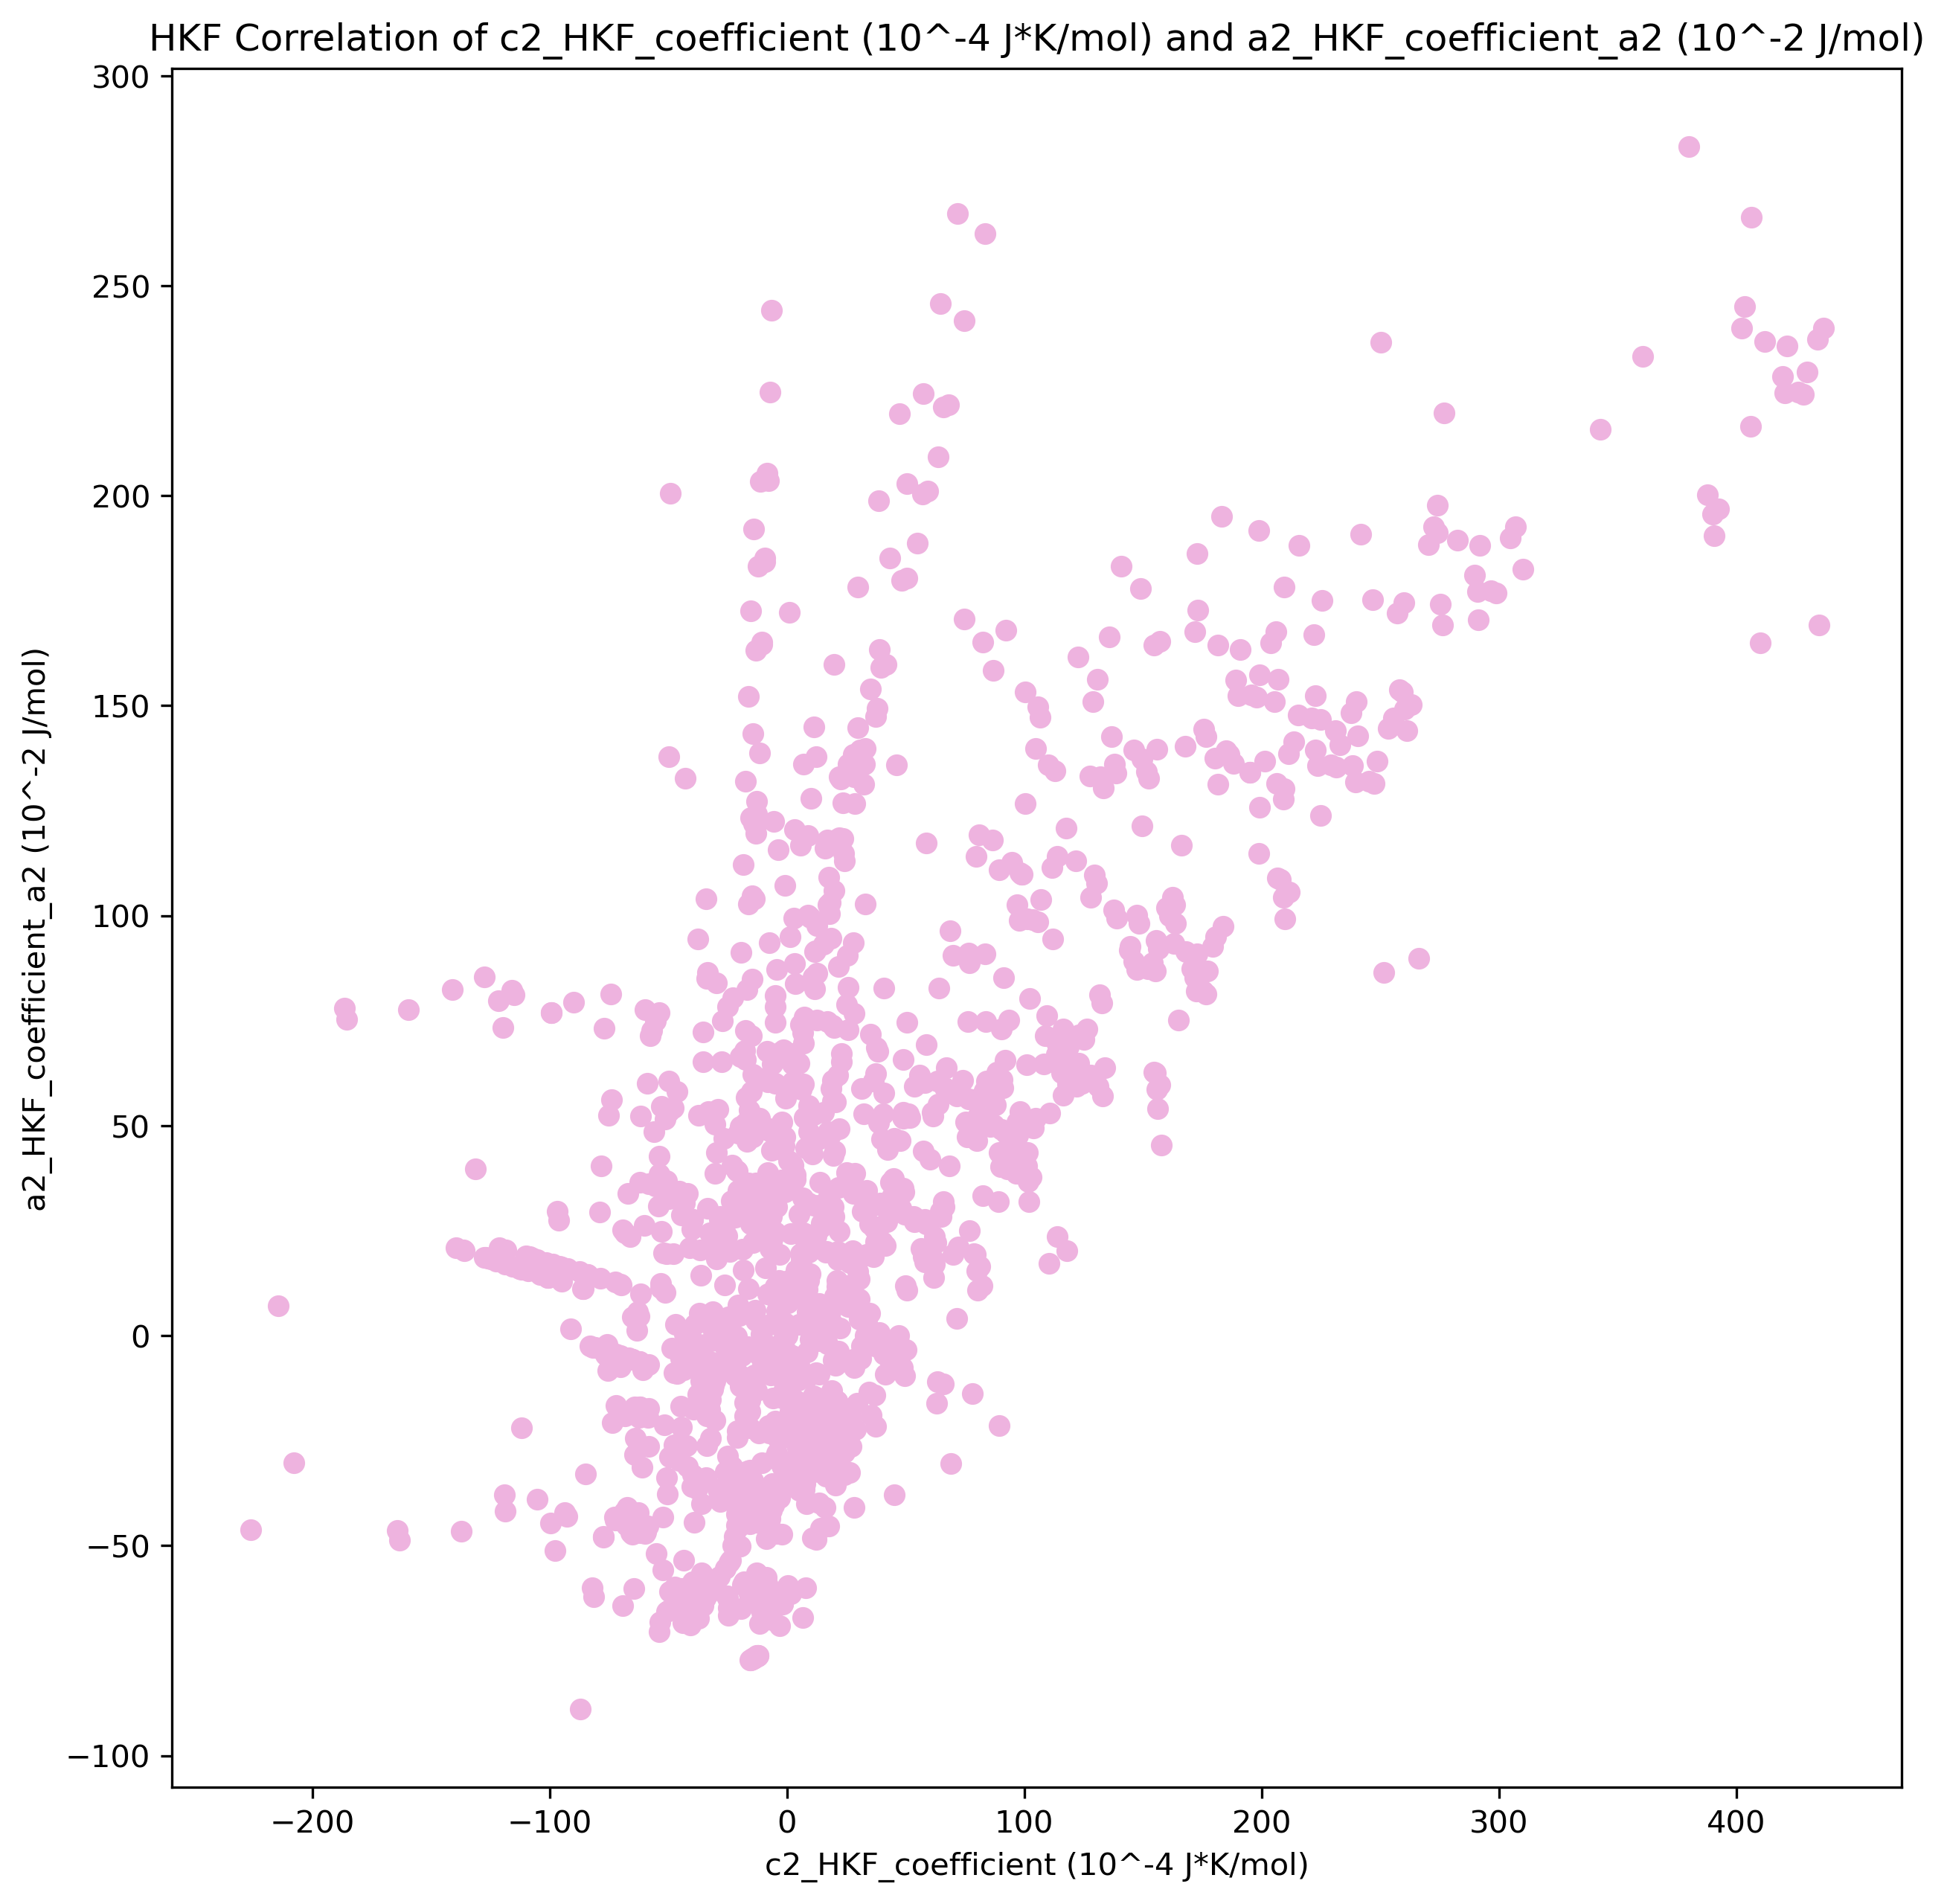 HKF Correlation of c2_HKF_coefficient (10^-4 J*K/mol) and a2_HKF_coefficient_a2 (10^-2 J/mol)
300
250
200
150
100
50
0
−50
−100
a2_HKF_coefficient_a2 (10^-2 J/mol)
−200 −100 0 100 200 300 400
c2_HKF_coefficient (10^-4 J*K/mol)